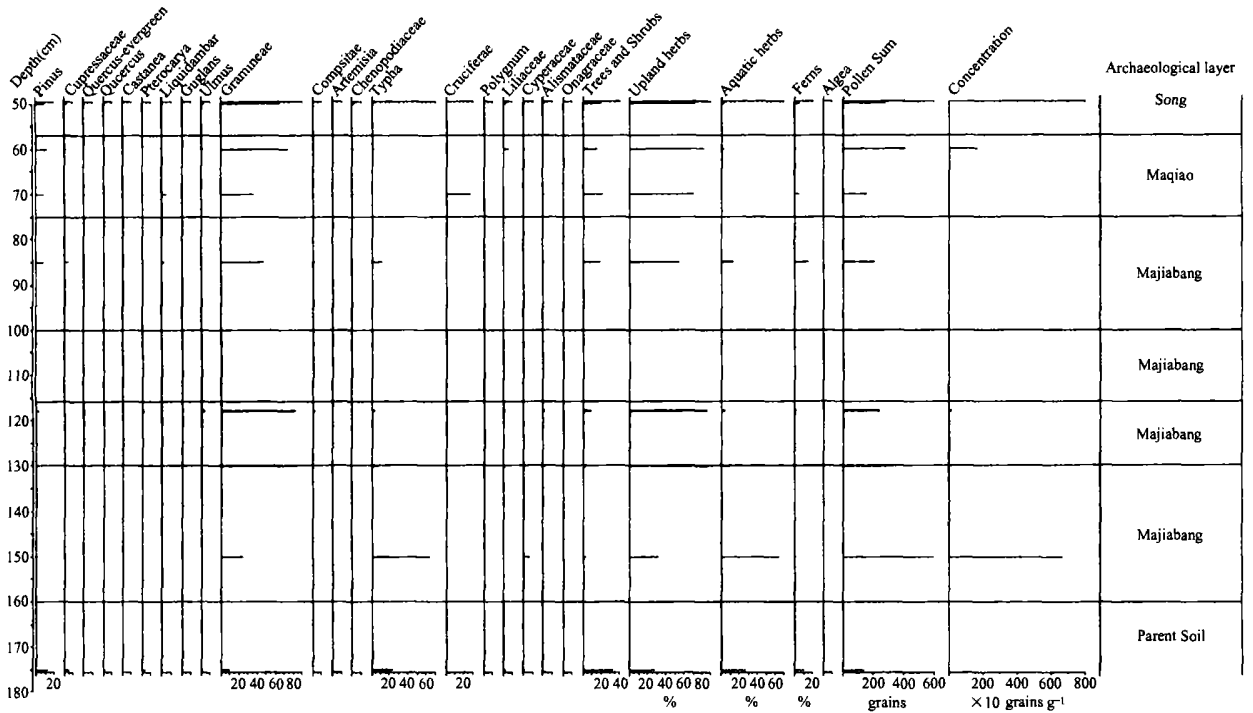 Depth(cm)
Pinus
Cupressaceae
Quercus-evergreen
Qucercus
Castanea
Pterocarya
Liquidambar
Guglans
Ulmus
Gramineae
Compsitae
Artemisia
Chenopodiaceae
Typha
Cruciferae
Polygnum
Liliaceae
Cyperaceae
Alismataceae
Onagraceae
Trees and Shrubs
Upland herbs
Aquatic herbs
Ferns
Algea
Pollen Sum
Concentration
Archaeological layer
50
Song
60
Maqiao
70
80
Majiabang
90
100
110
Majiabang
120
Majiabang
130
140
Majiabang
150
160
Parent Soil
170
180
20 20 40 60 80 20 40 60 20 20 40 20 40 60 80 20 40 60 20 200 400 600 200 400 600 800
% % % grains ×10 grains g⁻¹